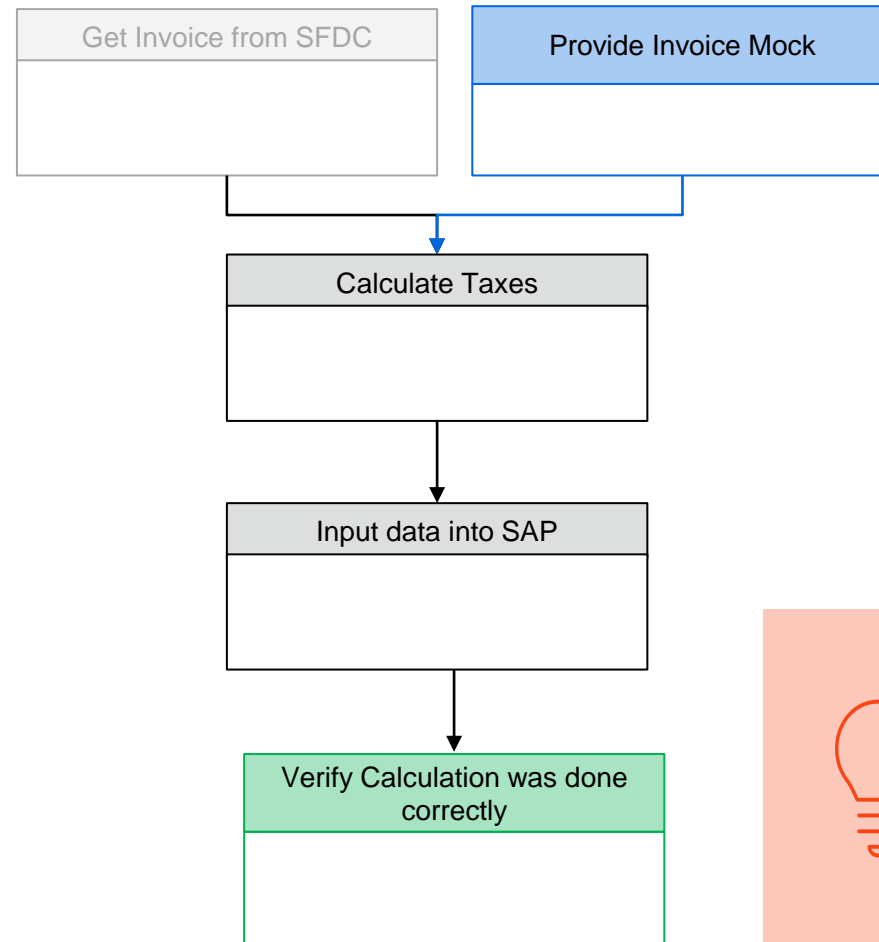 Get Invoice from SFDC
Provide Invoice Mock
Calculate Taxes
Input data into SAP
Verify Calculation was done
correctly